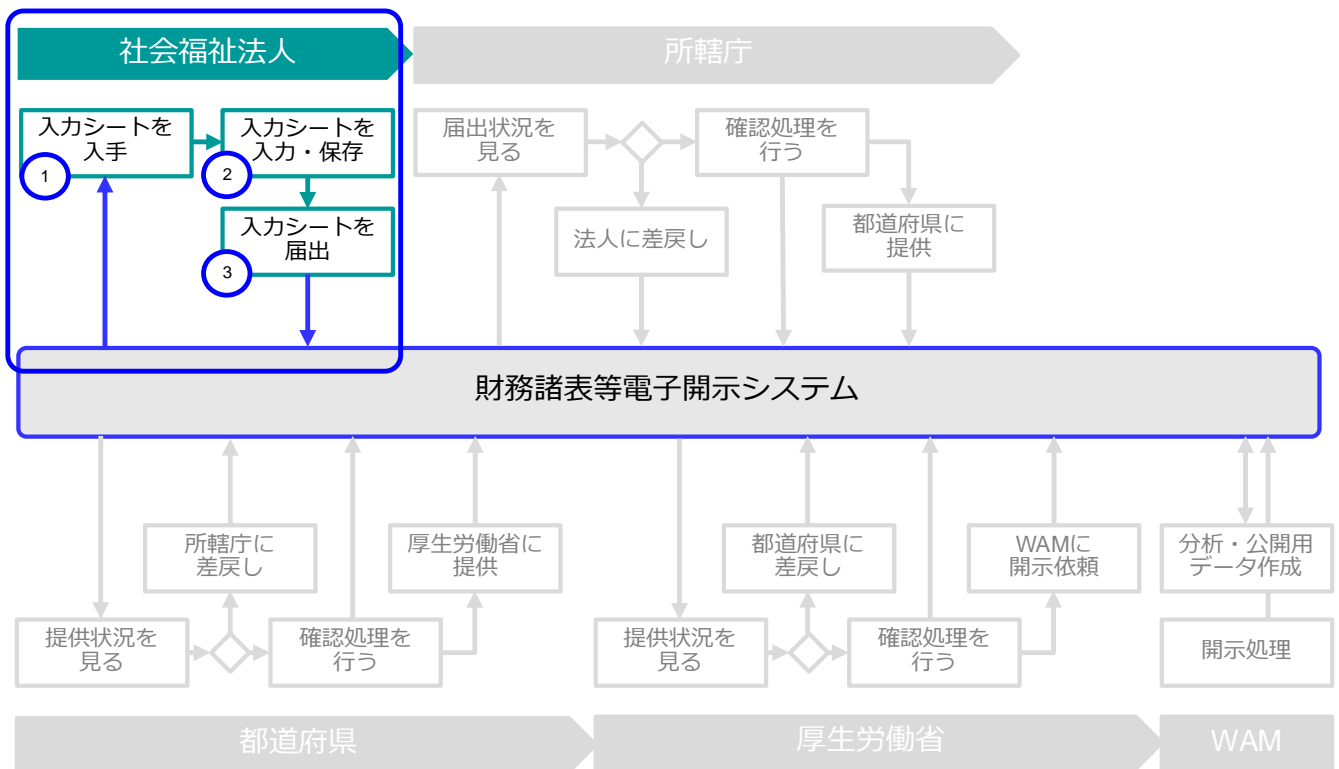 社会福祉法人
所轄庁
入力シートを
入手
1
入力シートを
入力・保存
2
入力シートを
届出
3
届出状況を
見る
確認処理を
行う
法人に差戻し
都道府県に
提供
財務諸表等電子開示システム
所轄庁に
差戻し
厚生労働省に
提供
都道府県に
差戻し
WAMに
開示依頼
分析・公開用
データ作成
提供状況を
見る
確認処理を
行う
提供状況を
見る
確認処理を
行う
開示処理
都道府県
厚生労働省
WAM